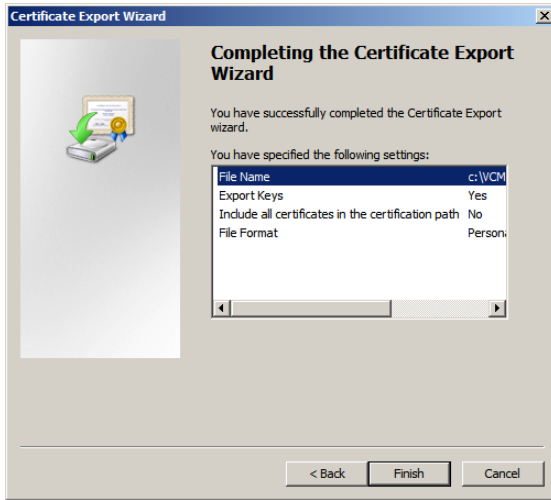 Certificate Export Wizard
Completing the Certificate Export
Wizard
You have successfully completed the Certificate Export
wizard.
You have specified the following settings:
File Name c:\VCM
Export Keys Yes
Include all certificates in the certification path No
File Format Persona
< Back Finish Cancel